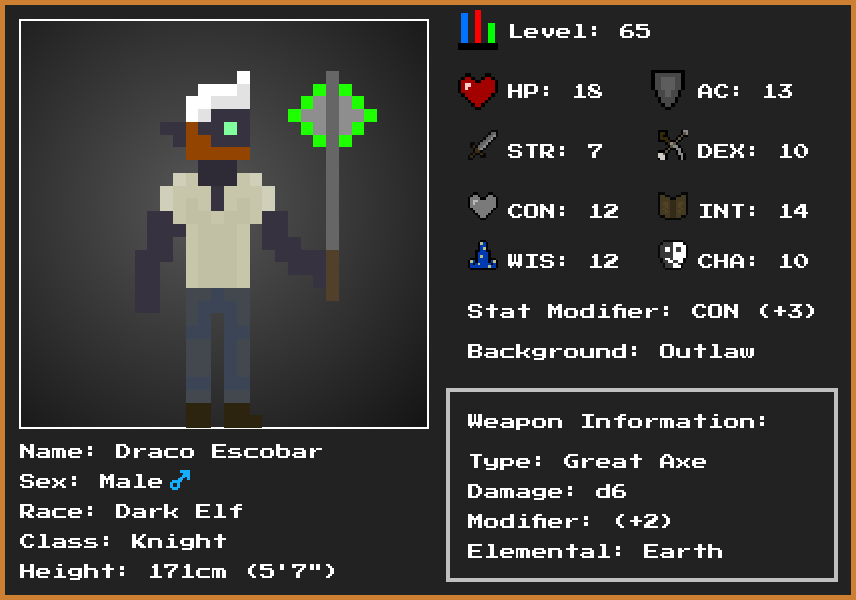 Level: 65
HP: 18
AC: 13
STR: 7
DEX: 10
CON: 12
INT: 14
WIS: 12
CHA: 10
Stat Modifier: CON (+3)
Background: Outlaw
Weapon Information:
Type: Great Axe
Damage: d6
Modifier: (+2)
Elemental: Earth
Name: Draco Escobar
Sex: Male♂
Race: Dark Elf
Class: Knight
Height: 171cm (5'7")